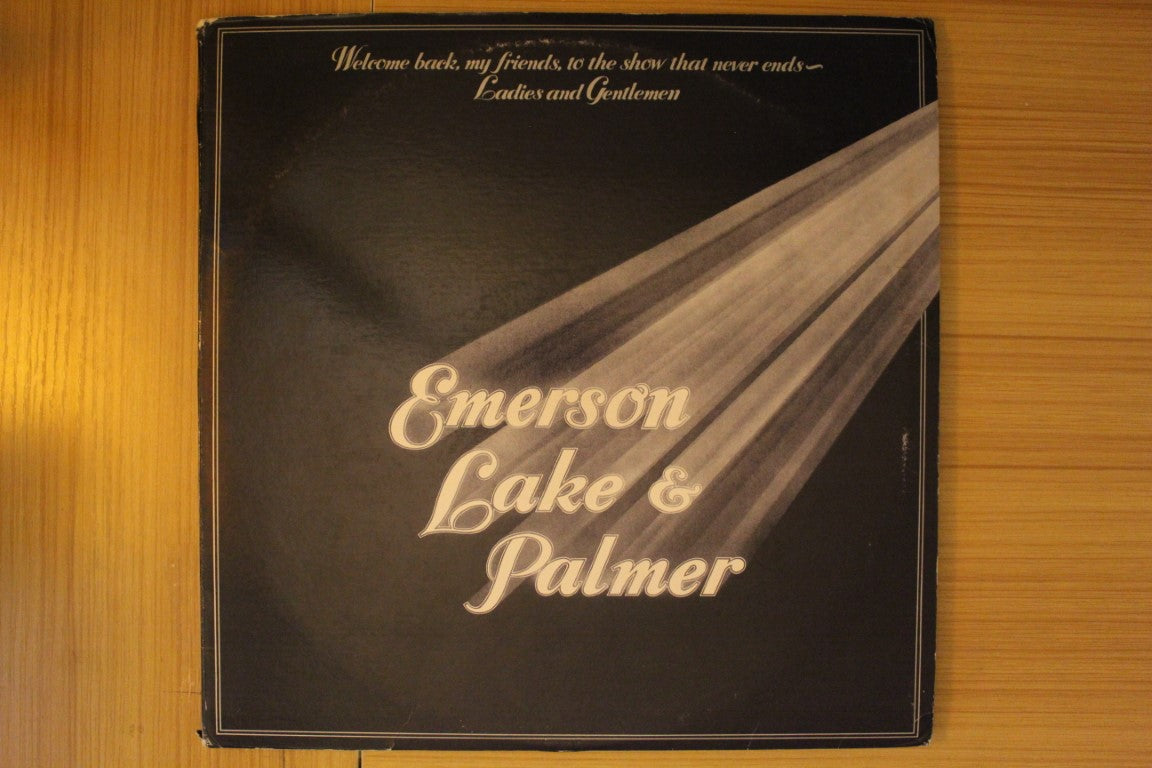 Welcome back, my friends, to the show that never ends~
Ladies and Gentlemen
Emerson
Lake &
Palmer